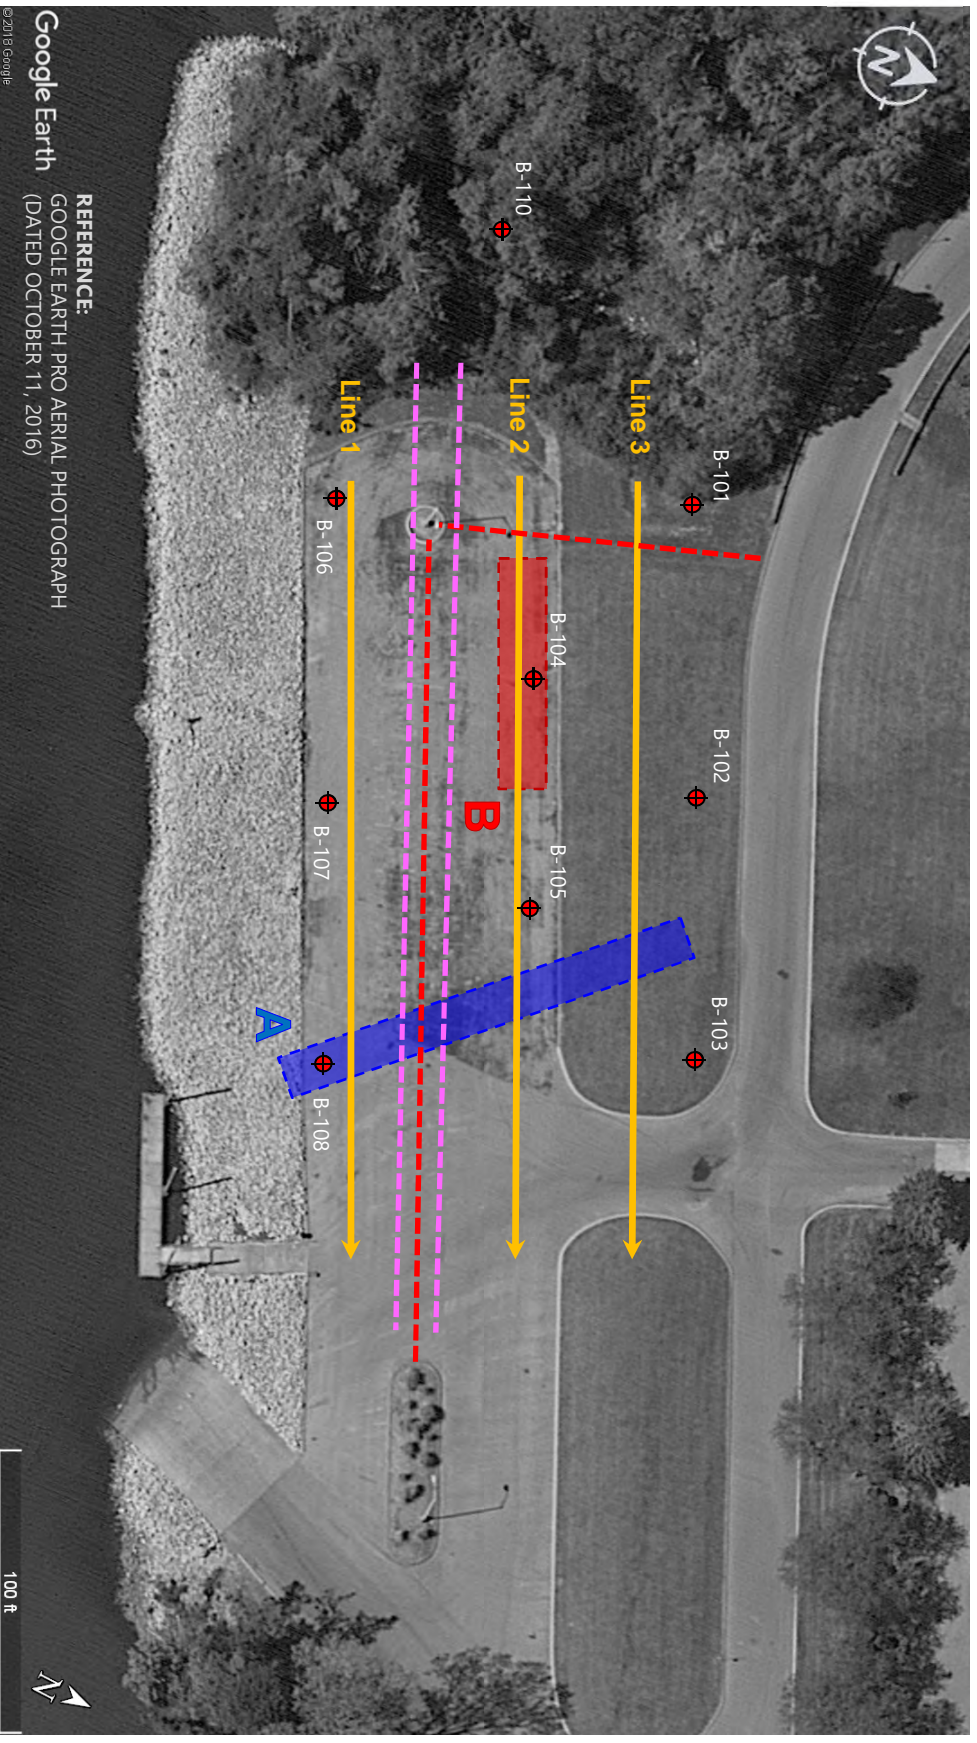 N
B-110
B-101
Line 1
Line 2
Line 3
B-106
B-104
B-102
B
B-107
B-105
A
B-103
B-108
Google Earth
© 2018 Google
REFERENCE:
GOOGLE EARTH PRO AERIAL PHOTOGRAPH
(DATED OCTOBER 11, 2016)
100 ft
N